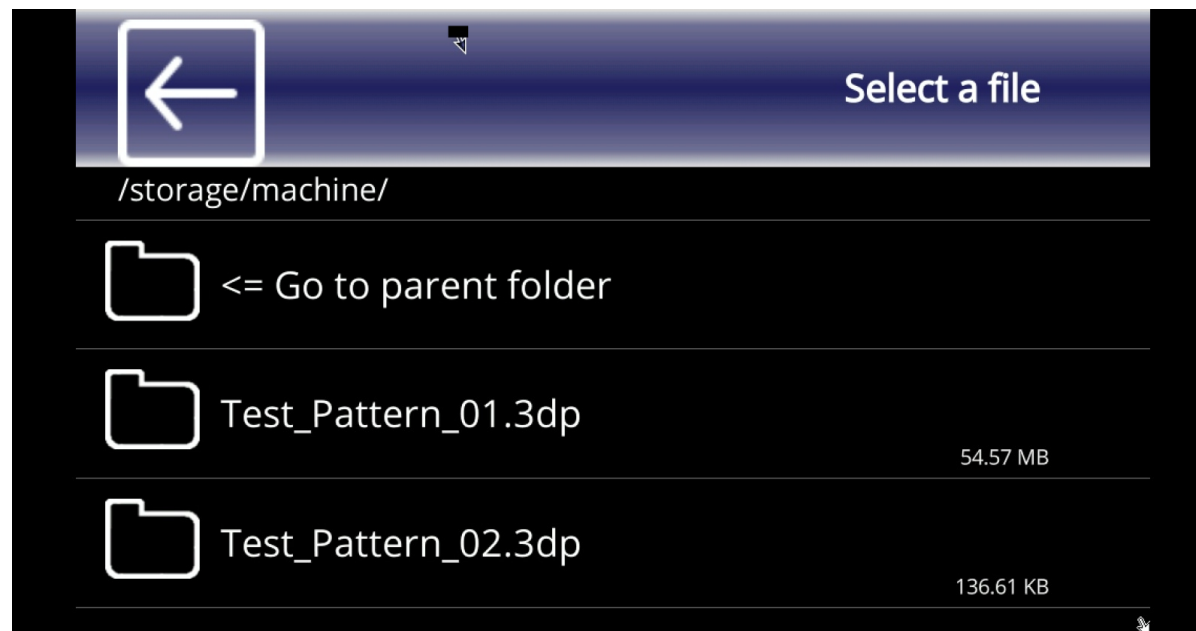 Select a file
/storage/machine/
<= Go to parent folder
Test_Pattern_01.3dp
54.57 MB
Test_Pattern_02.3dp
136.61 KB